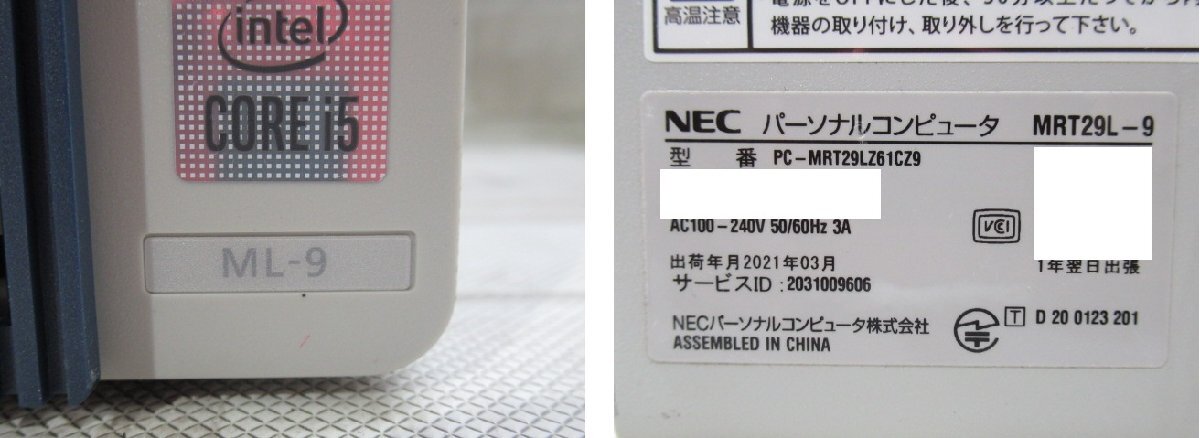 intel
CORE i5
ML-9
高温注意
機器の取り付け、取り外しを行って下さい。
NEC パーソナルコンピュータ MRT29L-9
型 番 PC-MRT29LZ61CZ9
AC100-240V 50/60Hz 3A
VCI
出荷年月2021年03月
1年翌日出張
サービスID : 2031009606
NECパーソナルコンピュータ株式会社
T D 20 0123 201
ASSEMBLED IN CHINA